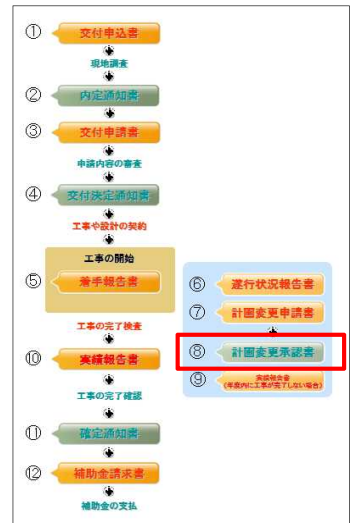 ① 交付申込書
現地調査
② 内定通知書
③ 交付申請書
申請内容の審査
④ 交付決定通知書
工事や設計の契約
工事の開始
⑤ 着手報告書
⑥ 遂行状況報告書
⑦ 計画変更申請書
⑧ 計画変更承認書
⑨ 実績報告書
(年度内に工事が完了しない場合)
工事の完了検査
⑩ 実績報告書
工事の完了確認
⑪ 確定通知書
⑫ 補助金請求書
補助金の支払